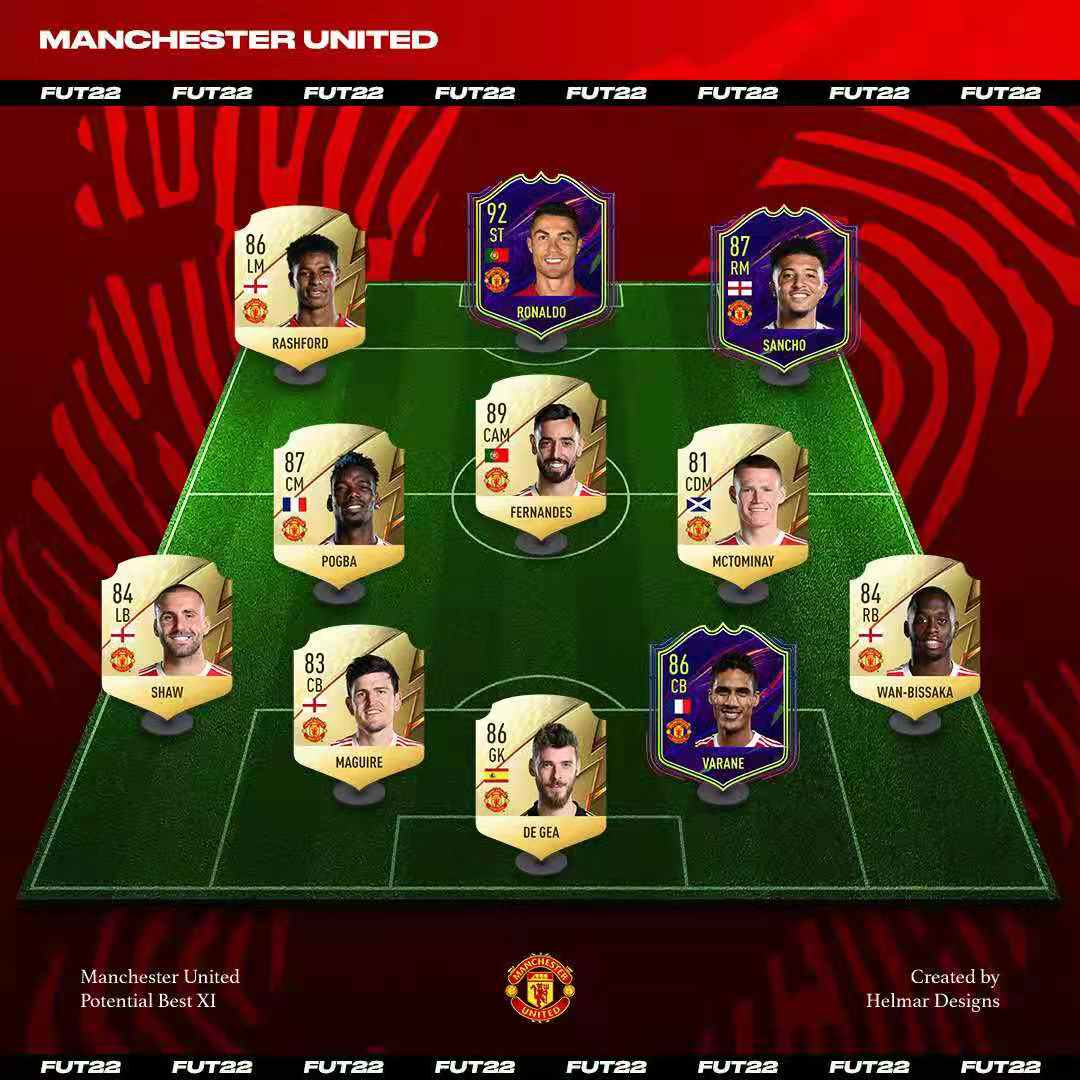 MANCHESTER UNITED
FUT22 FUT22 FUT22 FUT22 FUT22 FUT22 FUT22 FUT22
92
ST
RONALDO
86
LM
RASHFORD
87
RM
SANCHO
89
CAM
FERNANDES
87
CM
POGBA
81
CDM
MCTOMINAY
84
LB
SHAW
84
RB
WAN-BISSAKA
83
CB
MAGUIRE
86
CB
VARANE
86
GK
DE GEA
Manchester United
Potential Best XI
MANCHESTER
UNITED
Created by
Helmar Designs
FUT22 FUT22 FUT22 FUT22 FUT22 FUT22 FUT22 FUT22